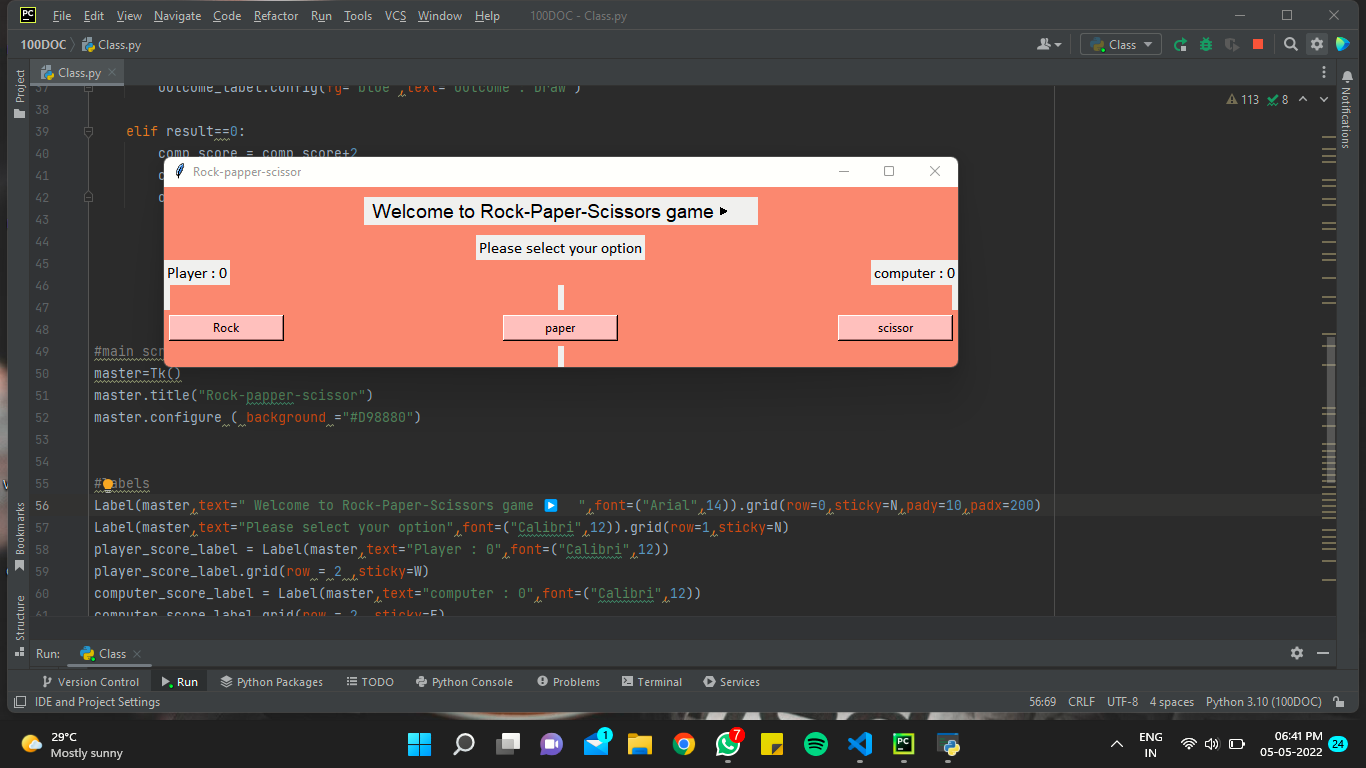 PC File Edit View Navigate Code Refactor Run Tools VCS Window Help 100DOC - Class.py
100DOC Class.py Class
Project Class.py Notifications
37 outcome_label.config(fg="blue",text="Outcome : Draw")
113 8
38
39 elif result==0:
40 comp_score = comp_score+2
41
42
43
44
45
46
47
48
Rock-papper-scissor
Welcome to Rock-Paper-Scissors game ▶
Please select your option
Player : 0 computer : 0
Rock paper scissor
49 #main scr
50 master=Tk()
51 master.title("Rock-papper-scissor")
52 master.configure ( background ="#D98880")
53
54
55 #labels
56 Label(master,text=" Welcome to Rock-Paper-Scissors game ▶️ ",font=("Arial",14)).grid(row=0,sticky=N,pady=10,padx=200)
57 Label(master,text="Please select your option",font=("Calibri",12)).grid(row=1,sticky=N)
58 player_score_label = Label(master,text="Player : 0",font=("Calibri",12))
59 player_score_label.grid(row = 2 ,sticky=W)
60 computer_score_label = Label(master,text="computer : 0",font=("Calibri",12))
61 computer_score_label.grid(row = 2, sticky=E)
Bookmarks
Structure
Run: Class
Version Control Run Python Packages TODO Python Console Problems Terminal Services
IDE and Project Settings 56:69 CRLF UTF-8 4 spaces Python 3.10 (100DOC)
29°C
Mostly sunny
1 7 PC
ENG
IN
06:41 PM
05-05-2022
24